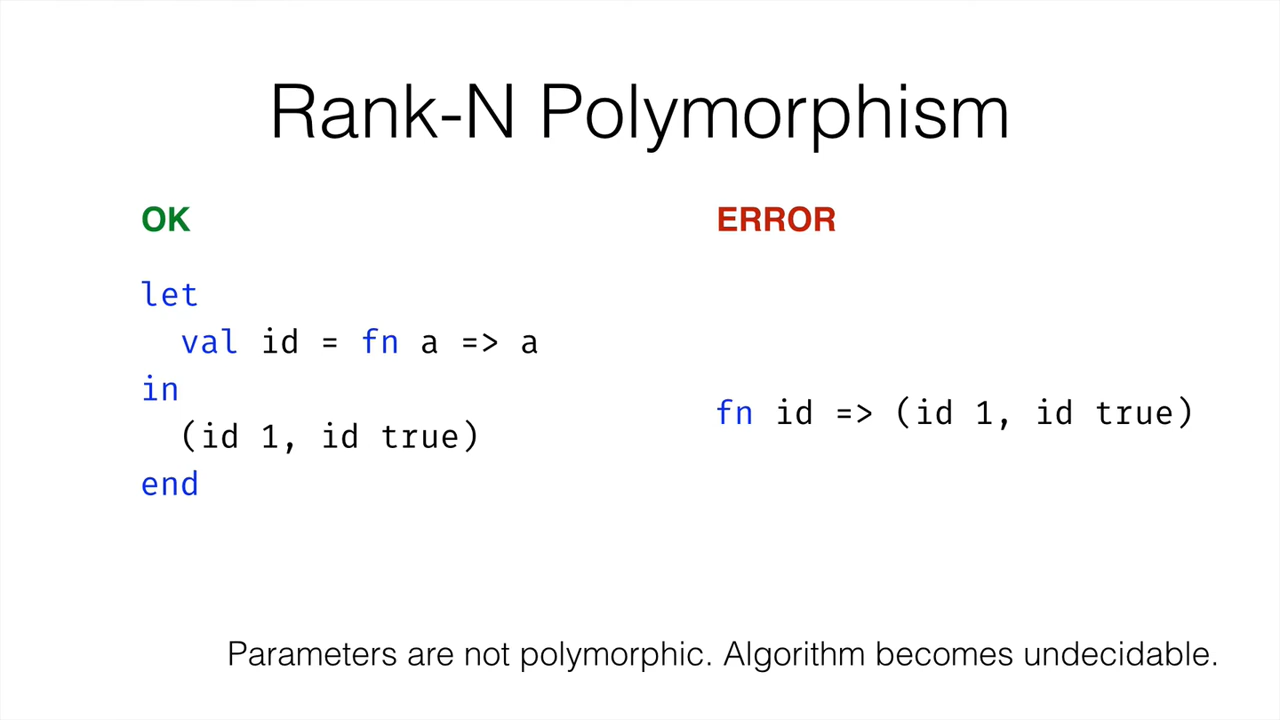 Rank-N Polymorphism
OK
let
val id = fn a => a
in
(id 1, id true)
end
ERROR
fn id => (id 1, id true)
Parameters are not polymorphic. Algorithm becomes undecidable.